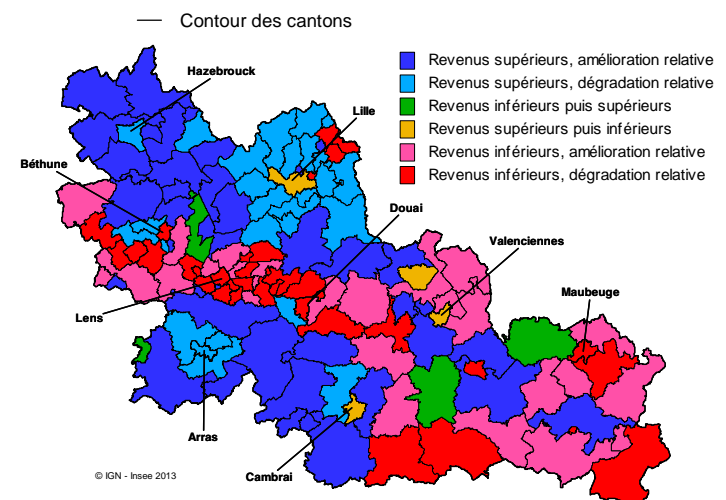 Contour des cantons
Revenus supérieurs, amélioration relative
Revenus supérieurs, dégradation relative
Revenus inférieurs puis supérieurs
Revenus supérieurs puis inférieurs
Revenus inférieurs, amélioration relative
Revenus inférieurs, dégradation relative
Hazebrouck
Lille
Béthune
Douai
Valenciennes
Maubeuge
Lens
Arras
Cambrai
© IGN - Insee 2013